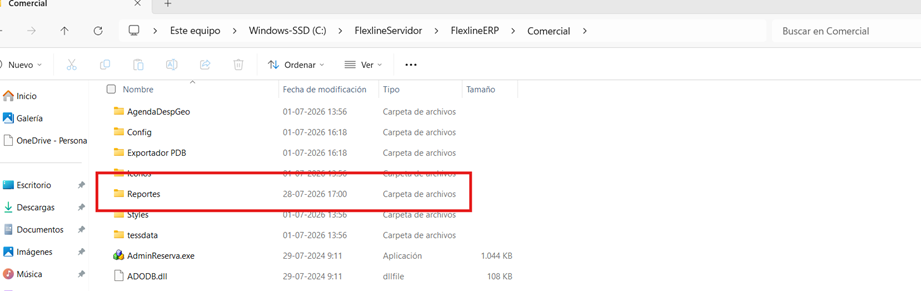 Comercial
Este equipo > Windows-SSD (C:) > FlexlineServidor > FlexlineERP > Comercial >
Buscar en Comercial
Nuevo
Ordenar
Ver
Nombre Fecha de modificación Tipo Tamaño
Inicio
Galería
OneDrive - Persona
Escritorio
Descargas
Documentos
Imágenes
Música
AgendaDespGeo 01-07-2026 13:56 Carpeta de archivos
Config 01-07-2026 16:18 Carpeta de archivos
Exportador PDB 01-07-2026 16:18 Carpeta de archivos
Iconos 01-07-2026 13:56 Carpeta de archivos
Reportes 28-07-2026 17:00 Carpeta de archivos
Styles 01-07-2026 13:56 Carpeta de archivos
tessdata 01-07-2026 13:56 Carpeta de archivos
AdminReserva.exe 29-07-2024 9:11 Aplicación 1.044 KB
ADODB.dll 29-07-2024 9:11 dllfile 108 KB